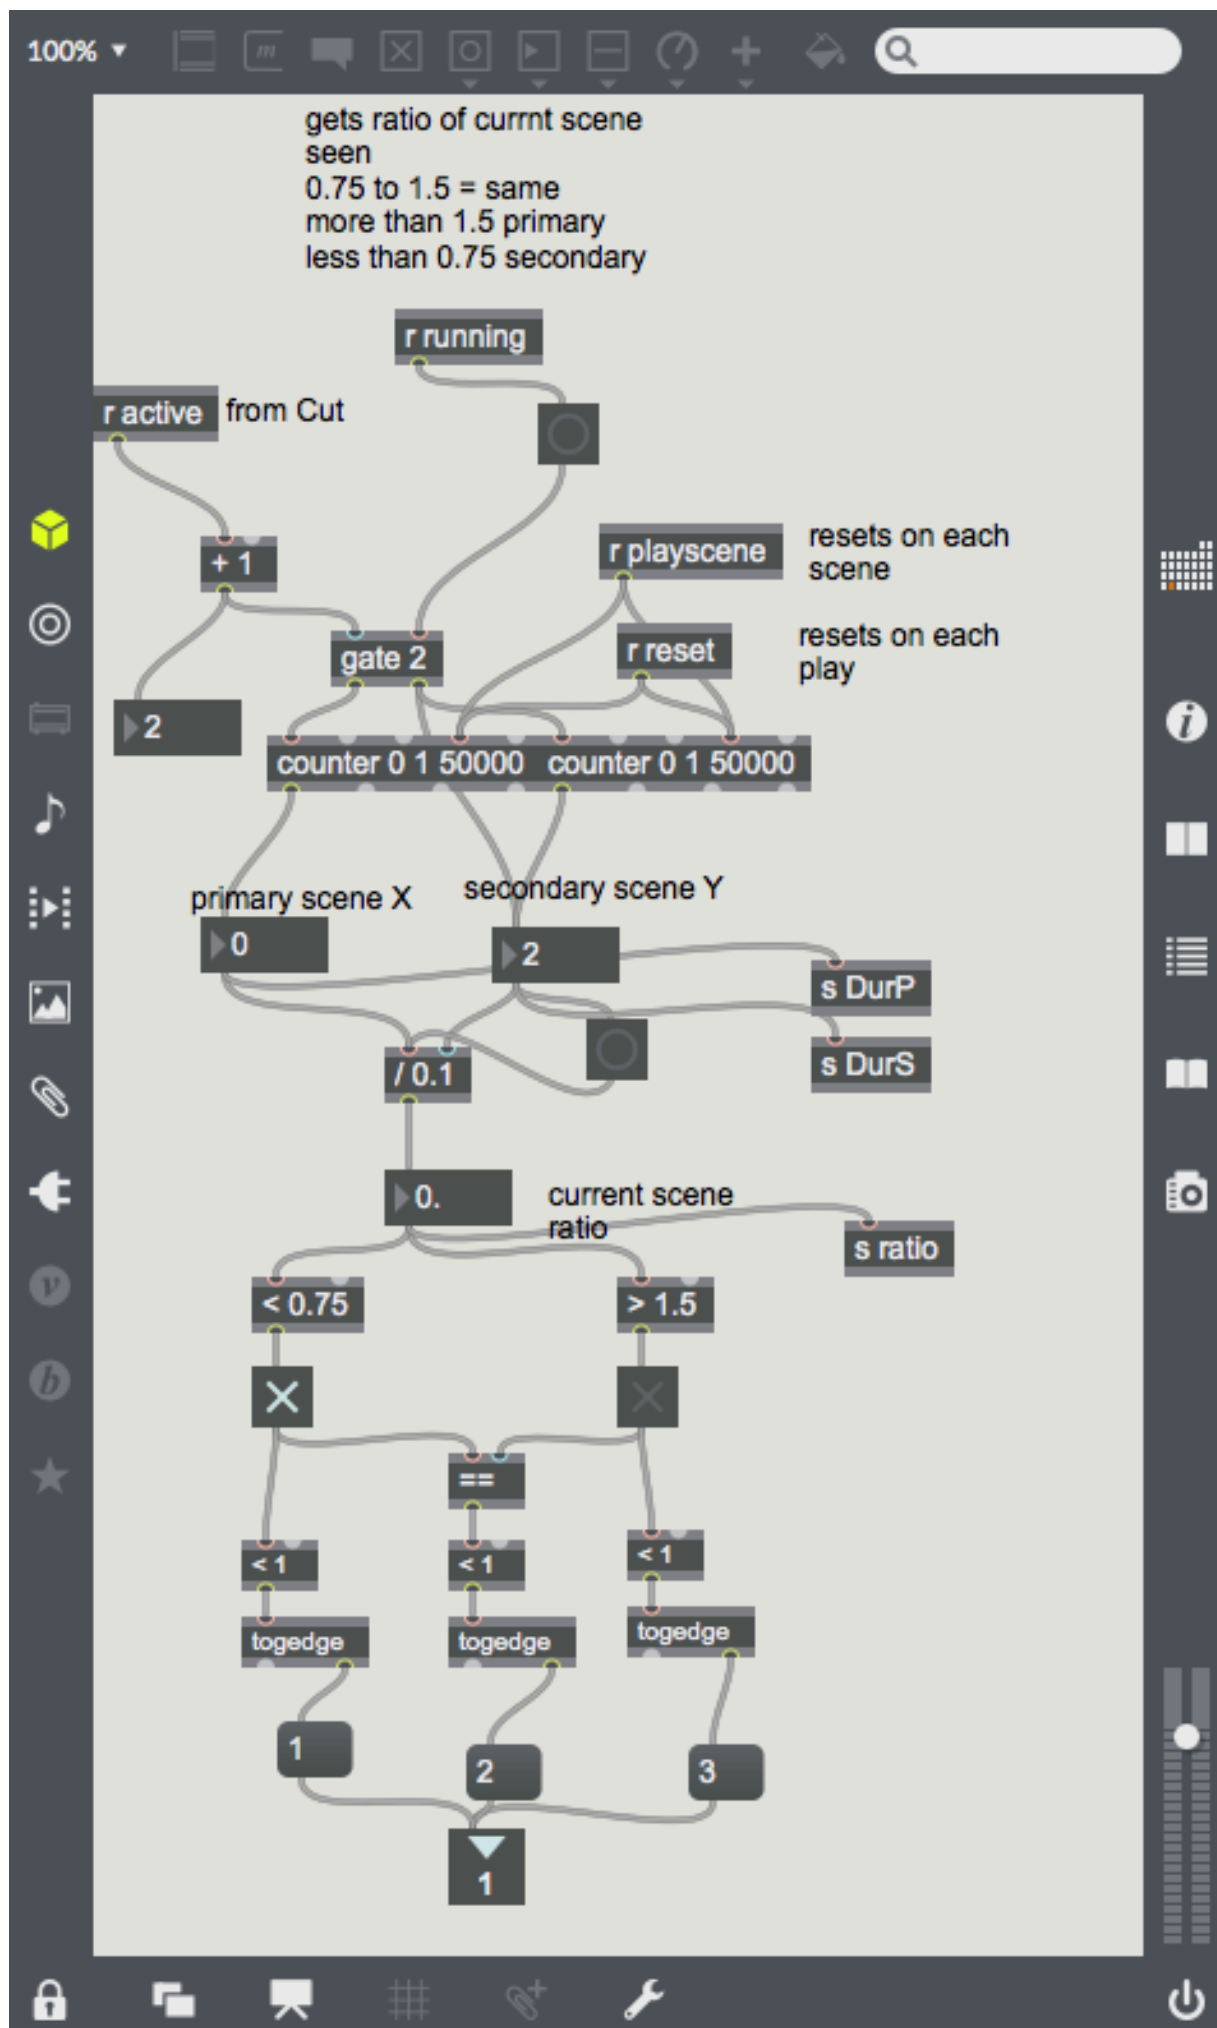 100%
m
gets ratio of currnt scene
seen
0.75 to 1.5 = same
more than 1.5 primary
less than 0.75 secondary
r running
r active
from Cut
r playscene
resets on each
scene
+ 1
r reset
resets on each
play
gate 2
2
counter 0 1 50000
counter 0 1 50000
primary scene X
secondary scene Y
0
2
s DurP
s DurS
/ 0.1
0.
current scene
ratio
s ratio
< 0.75
> 1.5
==
< 1
< 1
< 1
togedge
togedge
togedge
1
2
3
1
i
v
b